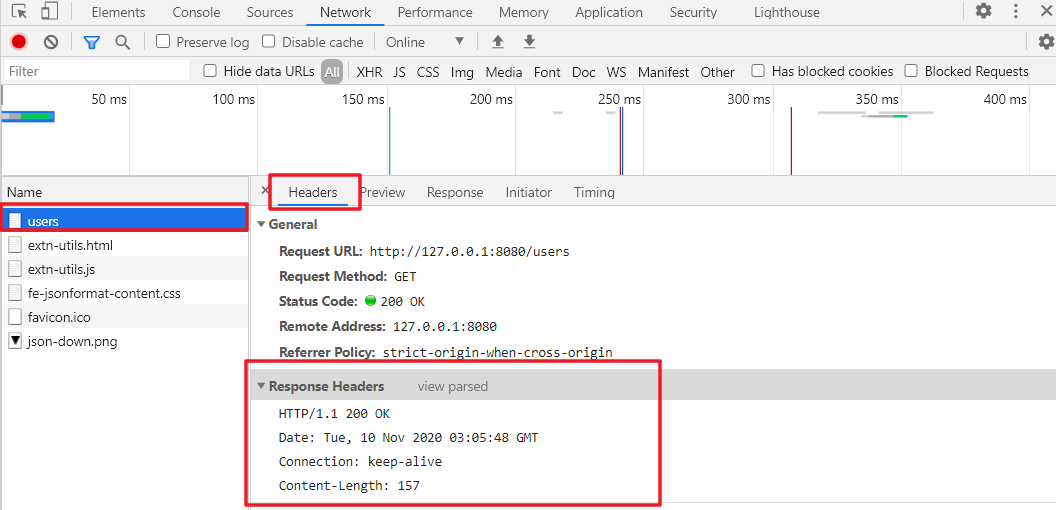 Elements Console Sources Network Performance Memory Application Security Lighthouse
Preserve log Disable cache Online
Filter Hide data URLs All XHR JS CSS Img Media Font Doc WS Manifest Other Has blocked cookies Blocked Requests
50 ms 100 ms 150 ms 200 ms 250 ms 300 ms 350 ms 400 ms
Name
users
extn-utils.html
extn-utils.js
fe-jsonformat-content.css
favicon.ico
json-down.png
Headers Preview Response Initiator Timing
General
Request URL: http://127.0.0.1:8080/users
Request Method: GET
Status Code: 200 OK
Remote Address: 127.0.0.1:8080
Referrer Policy: strict-origin-when-cross-origin
Response Headers view parsed
HTTP/1.1 200 OK
Date: Tue, 10 Nov 2020 03:05:48 GMT
Connection: keep-alive
Content-Length: 157